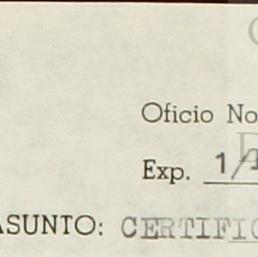 Oficio No
Exp. 1/
ASUNTO: CERTIFIC